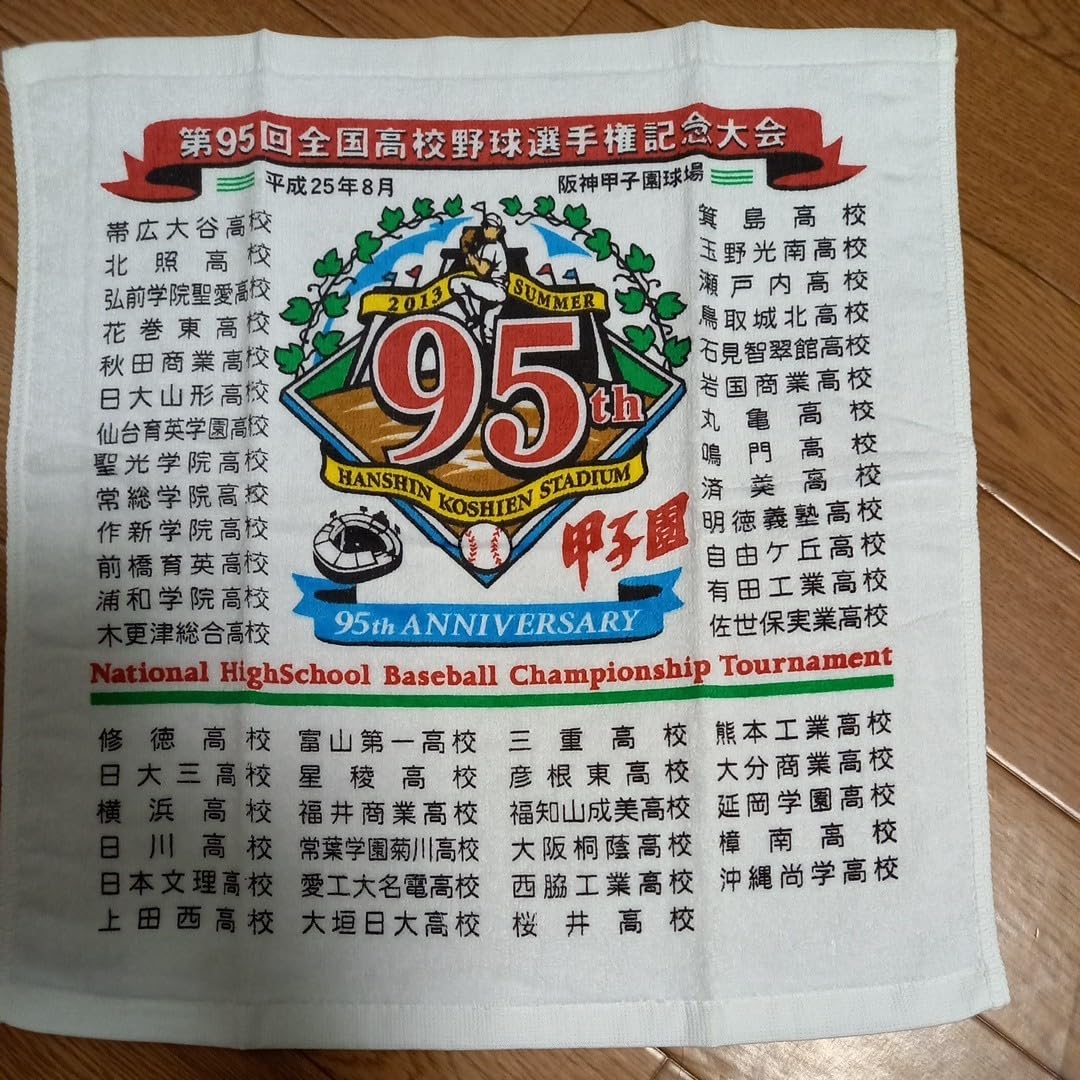 第95回全国高校野球選手権記念大会
平成25年8月
阪神甲子園球場
帯広大谷高校
北照高校
弘前学院聖愛高校
花巻東高校
秋田商業高校
日大山形高校
仙台育英学園高校
聖光学院高校
常総学院高校
作新学院高校
前橋育英高校
浦和学院高校
木更津総合高校
2013 SUMMER
95th
HANSHIN KOSHIEN STADIUM
甲子園
95th ANNIVERSARY
箕島高校
玉野光南高校
瀬戸内高校
鳥取城北高校
石見智翠館高校
岩国商業高校
丸亀高校
鳴門高校
済美高校
明徳義塾高校
自由ケ丘高校
有田工業高校
佐世保実業高校
National HighSchool Baseball Championship Tournament
修徳高校
日大三高校
横浜高校
日川高校
日本文理高校
上田西高校
富山第一高校
星稜高校
福井商業高校
常葉学園菊川高校
愛工大名電高校
大垣日大高校
三重高校
彦根東高校
福知山成美高校
大阪桐蔭高校
西脇工業高校
桜井高校
熊本工業高校
大分商業高校
延岡学園高校
樟南高校
沖縄尚学高校